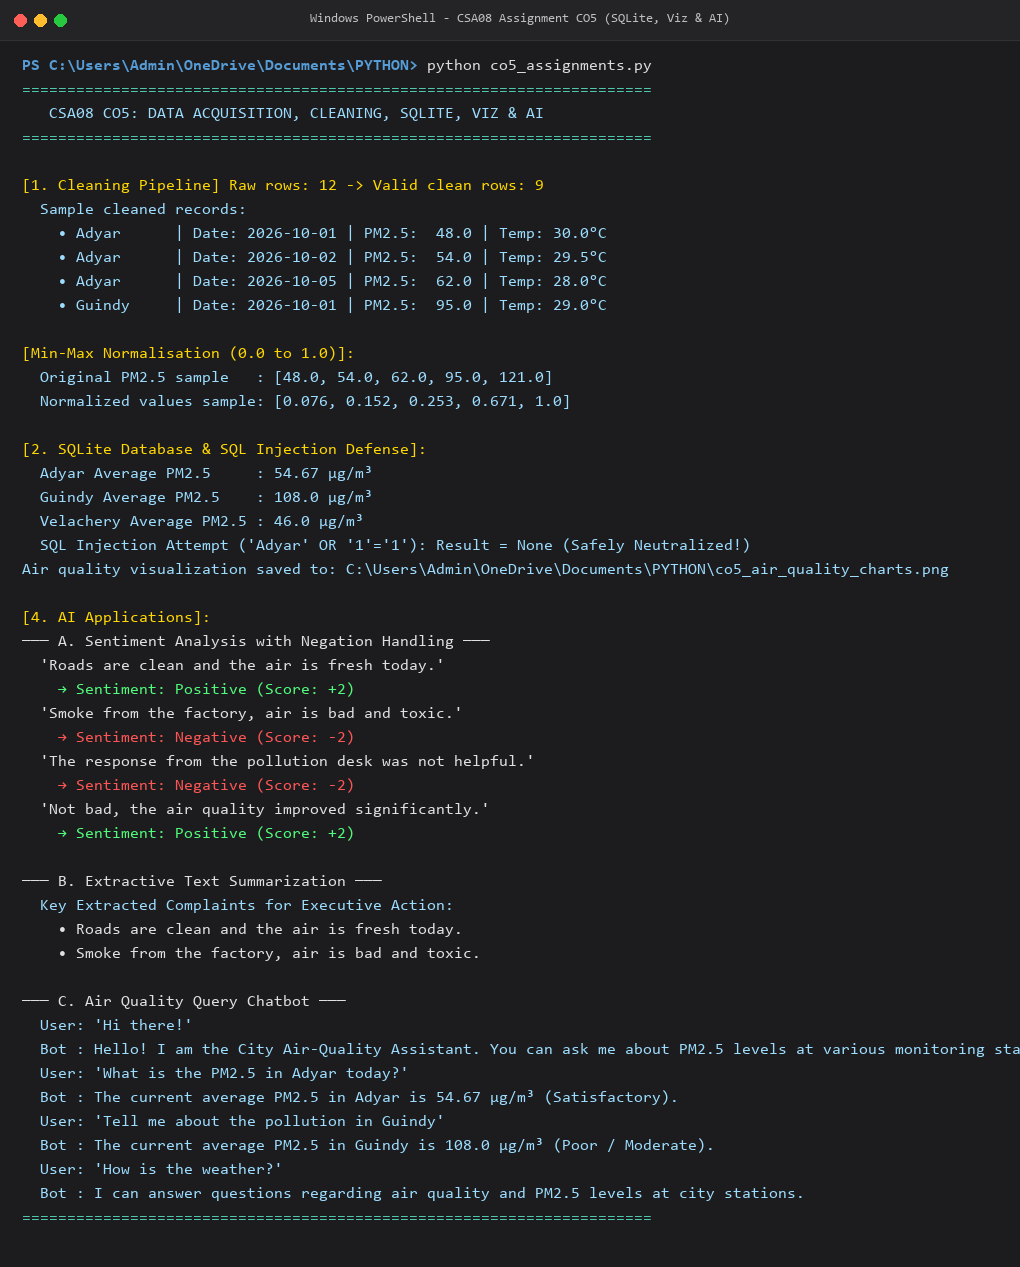 Windows PowerShell - CSA08 Assignment CO5 (SQLite, Viz & AI)
PS C:\Users\Admin\OneDrive\Documents\PYTHON> python co5_assignments.py
======================================================================
CSA08 CO5: DATA ACQUISITION, CLEANING, SQLITE, VIZ & AI
======================================================================
[1. Cleaning Pipeline] Raw rows: 12 -> Valid clean rows: 9
Sample cleaned records:
• Adyar | Date: 2026-10-01 | PM2.5: 48.0 | Temp: 30.0°C
• Adyar | Date: 2026-10-02 | PM2.5: 54.0 | Temp: 29.5°C
• Adyar | Date: 2026-10-05 | PM2.5: 62.0 | Temp: 28.0°C
• Guindy | Date: 2026-10-01 | PM2.5: 95.0 | Temp: 29.0°C
[Min-Max Normalisation (0.0 to 1.0)]:
Original PM2.5 sample : [48.0, 54.0, 62.0, 95.0, 121.0]
Normalized values sample: [0.076, 0.152, 0.253, 0.671, 1.0]
[2. SQLite Database & SQL Injection Defense]:
Adyar Average PM2.5 : 54.67 µg/m³
Guindy Average PM2.5 : 108.0 µg/m³
Velachery Average PM2.5 : 46.0 µg/m³
SQL Injection Attempt ('Adyar' OR '1'='1'): Result = None (Safely Neutralized!)
Air quality visualization saved to: C:\Users\Admin\OneDrive\Documents\PYTHON\co5_air_quality_charts.png
[4. AI Applications]:
─── A. Sentiment Analysis with Negation Handling ───
'Roads are clean and the air is fresh today.'
→ Sentiment: Positive (Score: +2)
'Smoke from the factory, air is bad and toxic.'
→ Sentiment: Negative (Score: -2)
'The response from the pollution desk was not helpful.'
→ Sentiment: Negative (Score: -2)
'Not bad, the air quality improved significantly.'
→ Sentiment: Positive (Score: +2)
─── B. Extractive Text Summarization ───
Key Extracted Complaints for Executive Action:
• Roads are clean and the air is fresh today.
• Smoke from the factory, air is bad and toxic.
─── C. Air Quality Query Chatbot ───
User: 'Hi there!'
Bot : Hello! I am the City Air-Quality Assistant. You can ask me about PM2.5 levels at various monitoring sta
User: 'What is the PM2.5 in Adyar today?'
Bot : The current average PM2.5 in Adyar is 54.67 µg/m³ (Satisfactory).
User: 'Tell me about the pollution in Guindy'
Bot : The current average PM2.5 in Guindy is 108.0 µg/m³ (Poor / Moderate).
User: 'How is the weather?'
Bot : I can answer questions regarding air quality and PM2.5 levels at city stations.
======================================================================